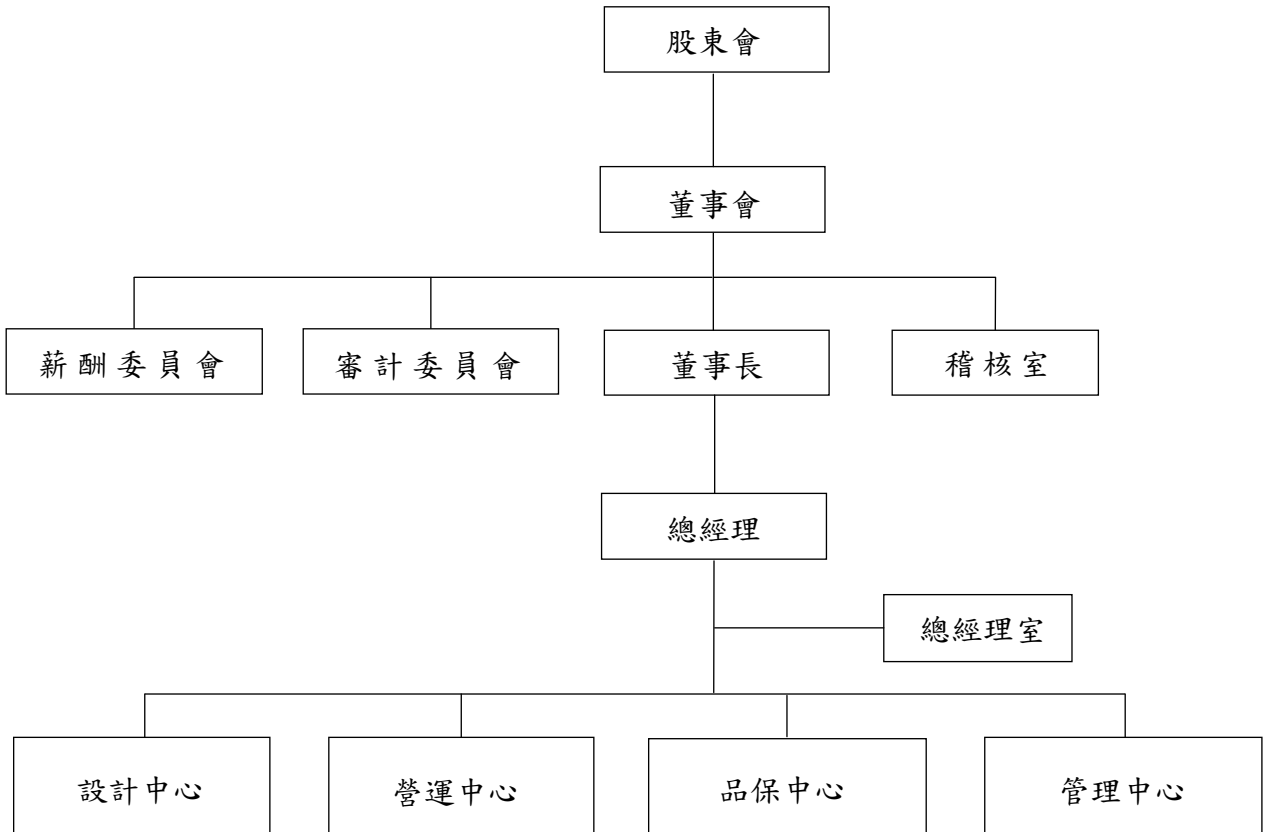 股東會
董事會
薪酬委員會
審計委員會
董事長
稽核室
總經理
總經理室
設計中心
營運中心
品保中心
管理中心